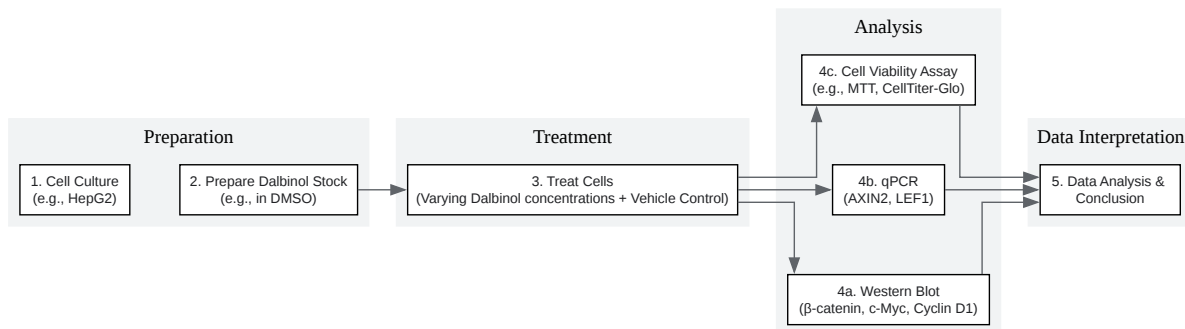 Preparation
1. Cell Culture
(e.g., HepG2)
2. Prepare Dalbinol Stock
(e.g., in DMSO)
Treatment
3. Treat Cells
(Varying Dalbinol concentrations + Vehicle Control)
Analysis
4c. Cell Viability Assay
(e.g., MTT, CellTiter-Glo)
4b. qPCR
(AXIN2, LEF1)
4a. Western Blot
(β-catenin, c-Myc, Cyclin D1)
Data Interpretation
5. Data Analysis &
Conclusion